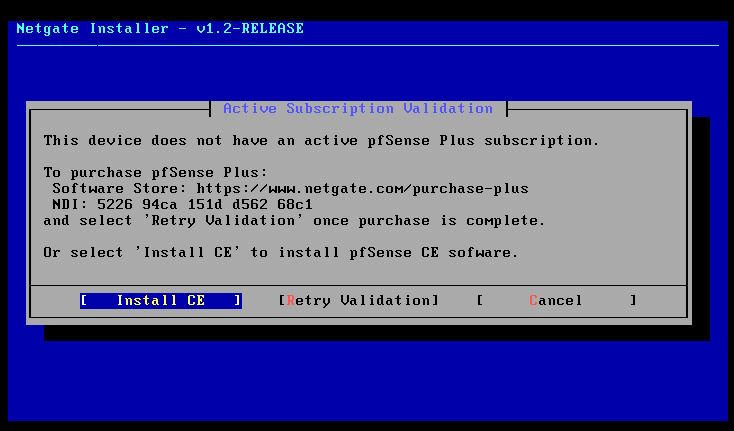 Netgate Installer - v1.2-RELEASE
Active Subscription Validation
This device does not have an active pfSense Plus subscription.
To purchase pfSense Plus:
Software Store: https://www.netgate.com/purchase-plus
NDI: 5226 94ca 151d d562 68c1
and select 'Retry Validation' once purchase is complete.
Or select 'Install CE' to install pfSense CE sofware.
[ Install CE ] [Retry Validation] [ Cancel ]